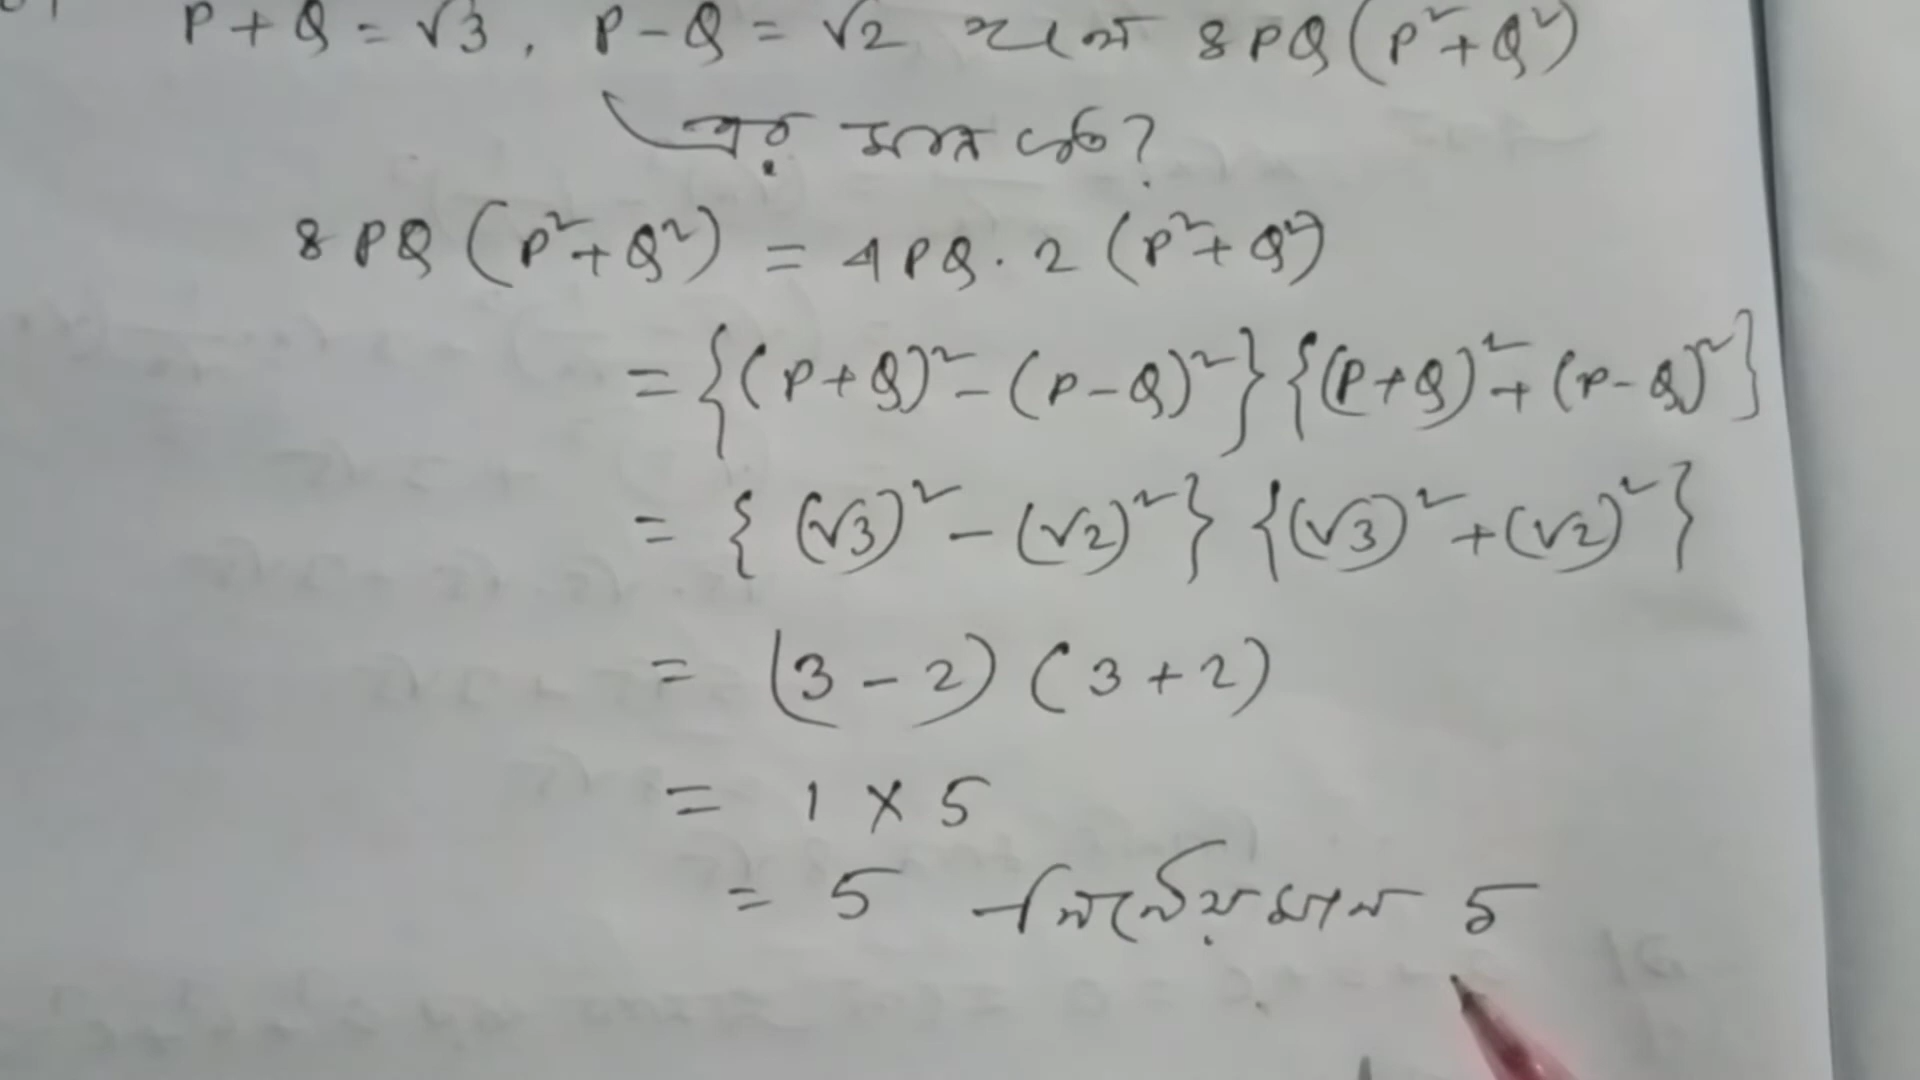 P + Q = √3, P - Q = √2 হলে 8PQ(P²+Q²)
এর মান কত?
8PQ (P²+Q²) = 4PQ. 2 (P²+Q²)
= {(P+Q)² - (P-Q)²} {(P+Q)² + (P-Q)²}
= { (√3)² - (√2)² } {(√3)² + (√2)² }
= (3 - 2) (3 + 2)
= 1 × 5
= 5 নির্ণেয় মান 5